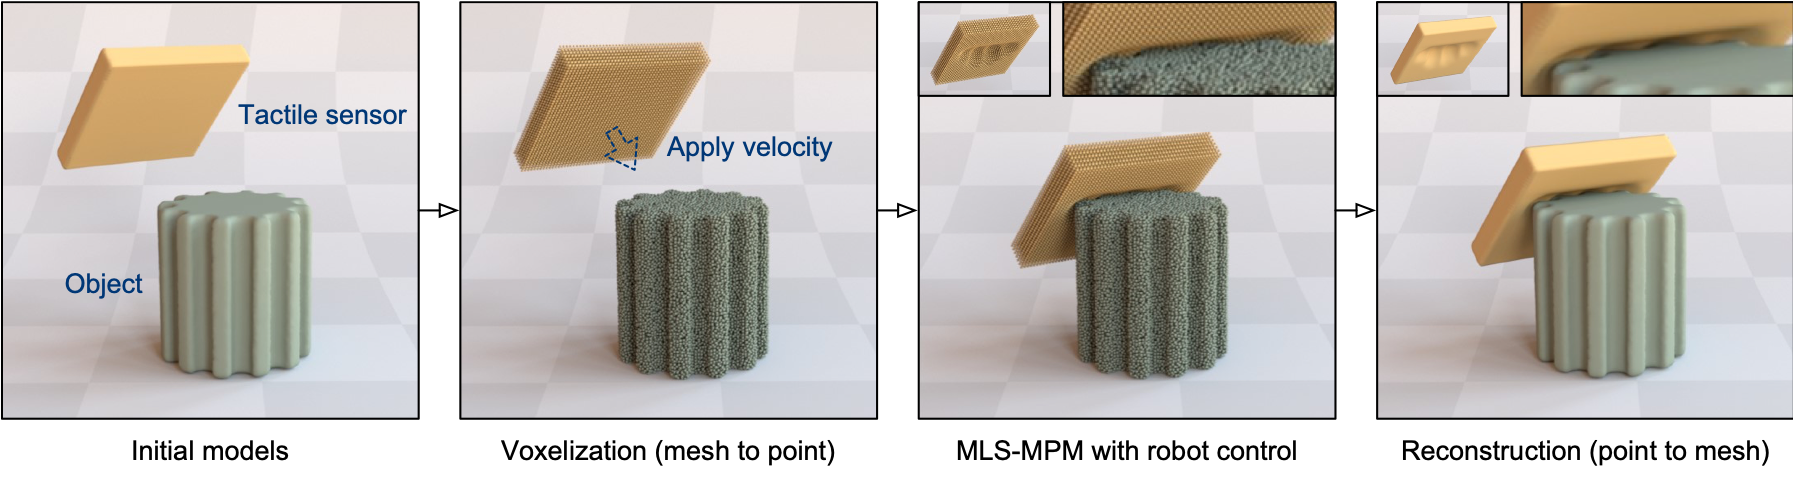 Tactile sensor
Object
Apply velocity
Initial models
Voxelization (mesh to point)
MLS-MPM with robot control
Reconstruction (point to mesh)